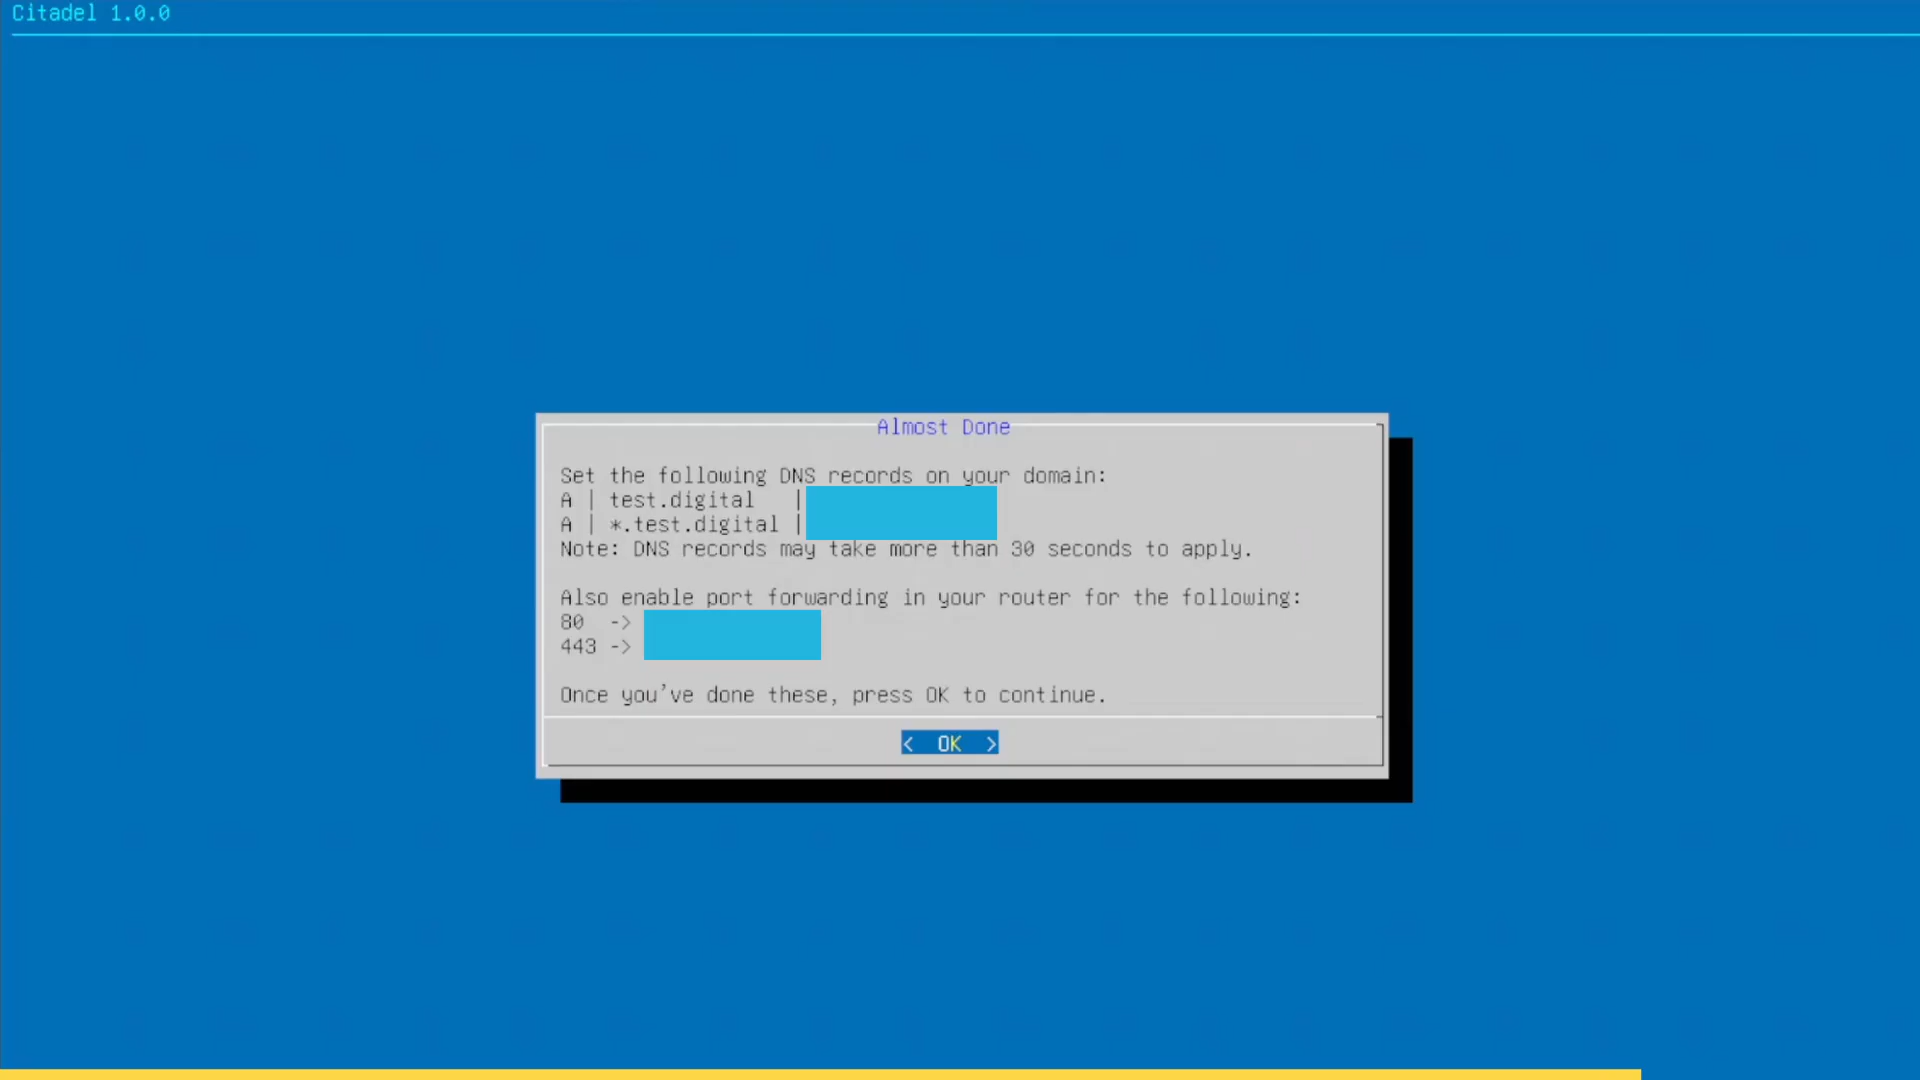 Citadel 1.0.0
Almost Done
Set the following DNS records on your domain:
A | test.digital   |
A | *.test.digital |
Note: DNS records may take more than 30 seconds to apply.
Also enable port forwarding in your router for the following:
80  ->
443 ->
Once you've done these, press OK to continue.
<  OK  >